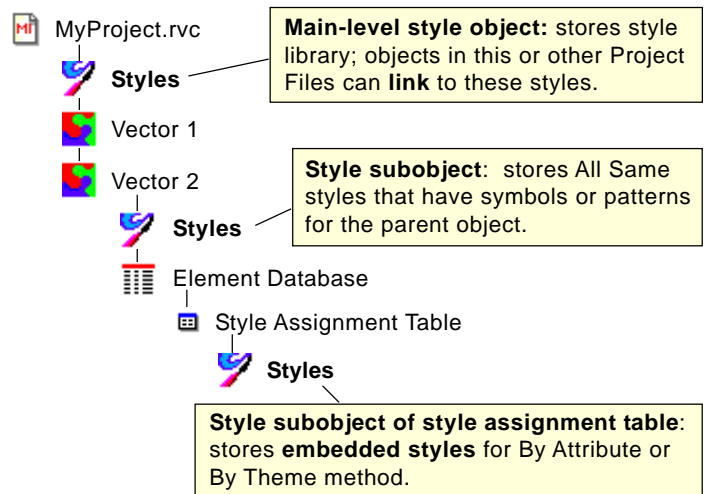 MI MyProject.rvc
Main-level style object: stores style
library; objects in this or other Project
Files can link to these styles.
Styles
Vector 1
Vector 2
Style subobject: stores All Same
styles that have symbols or patterns
for the parent object.
Styles
Element Database
Style Assignment Table
Styles
Style subobject of style assignment table:
stores embedded styles for By Attribute or
By Theme method.